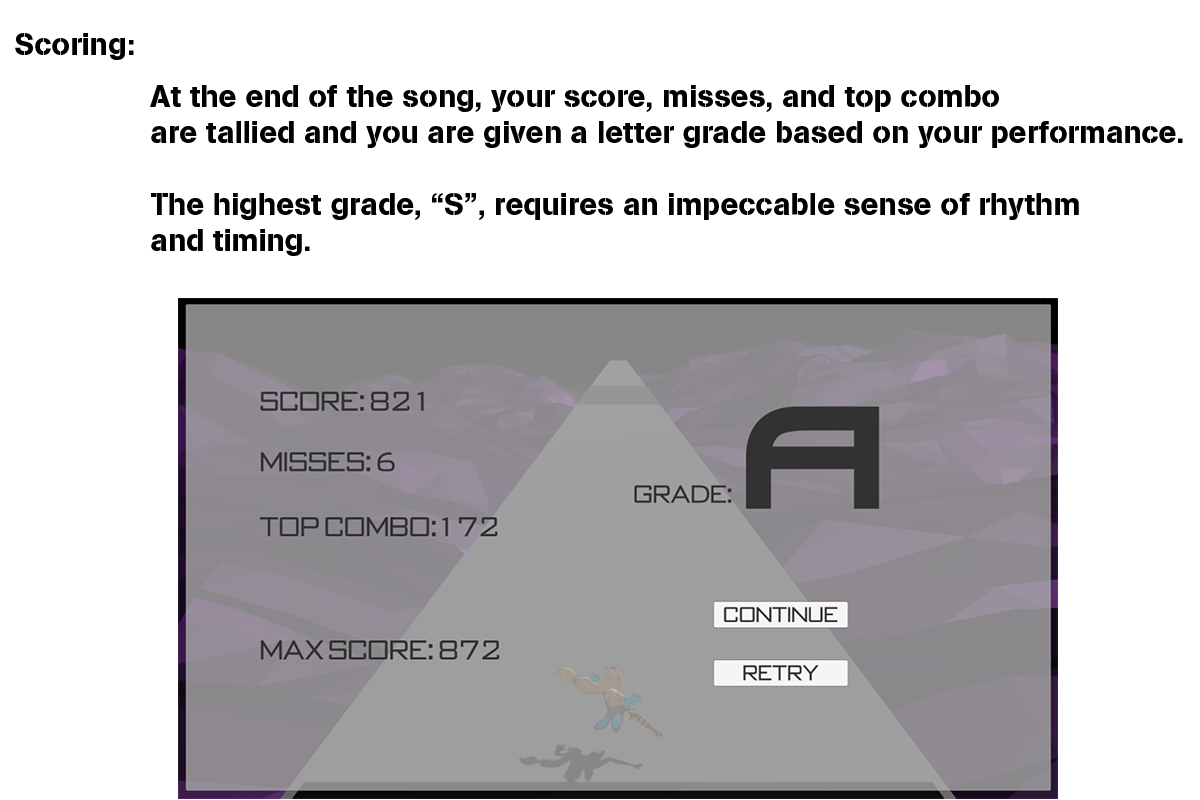 Scoring:
At the end of the song, your score, misses, and top combo
are tallied and you are given a letter grade based on your performance.
The highest grade, “S”, requires an impeccable sense of rhythm
and timing.
SCORE: 821
MISSES: 6
TOP COMBO: 172
MAX SCORE: 872
GRADE: A
CONTINUE
RETRY